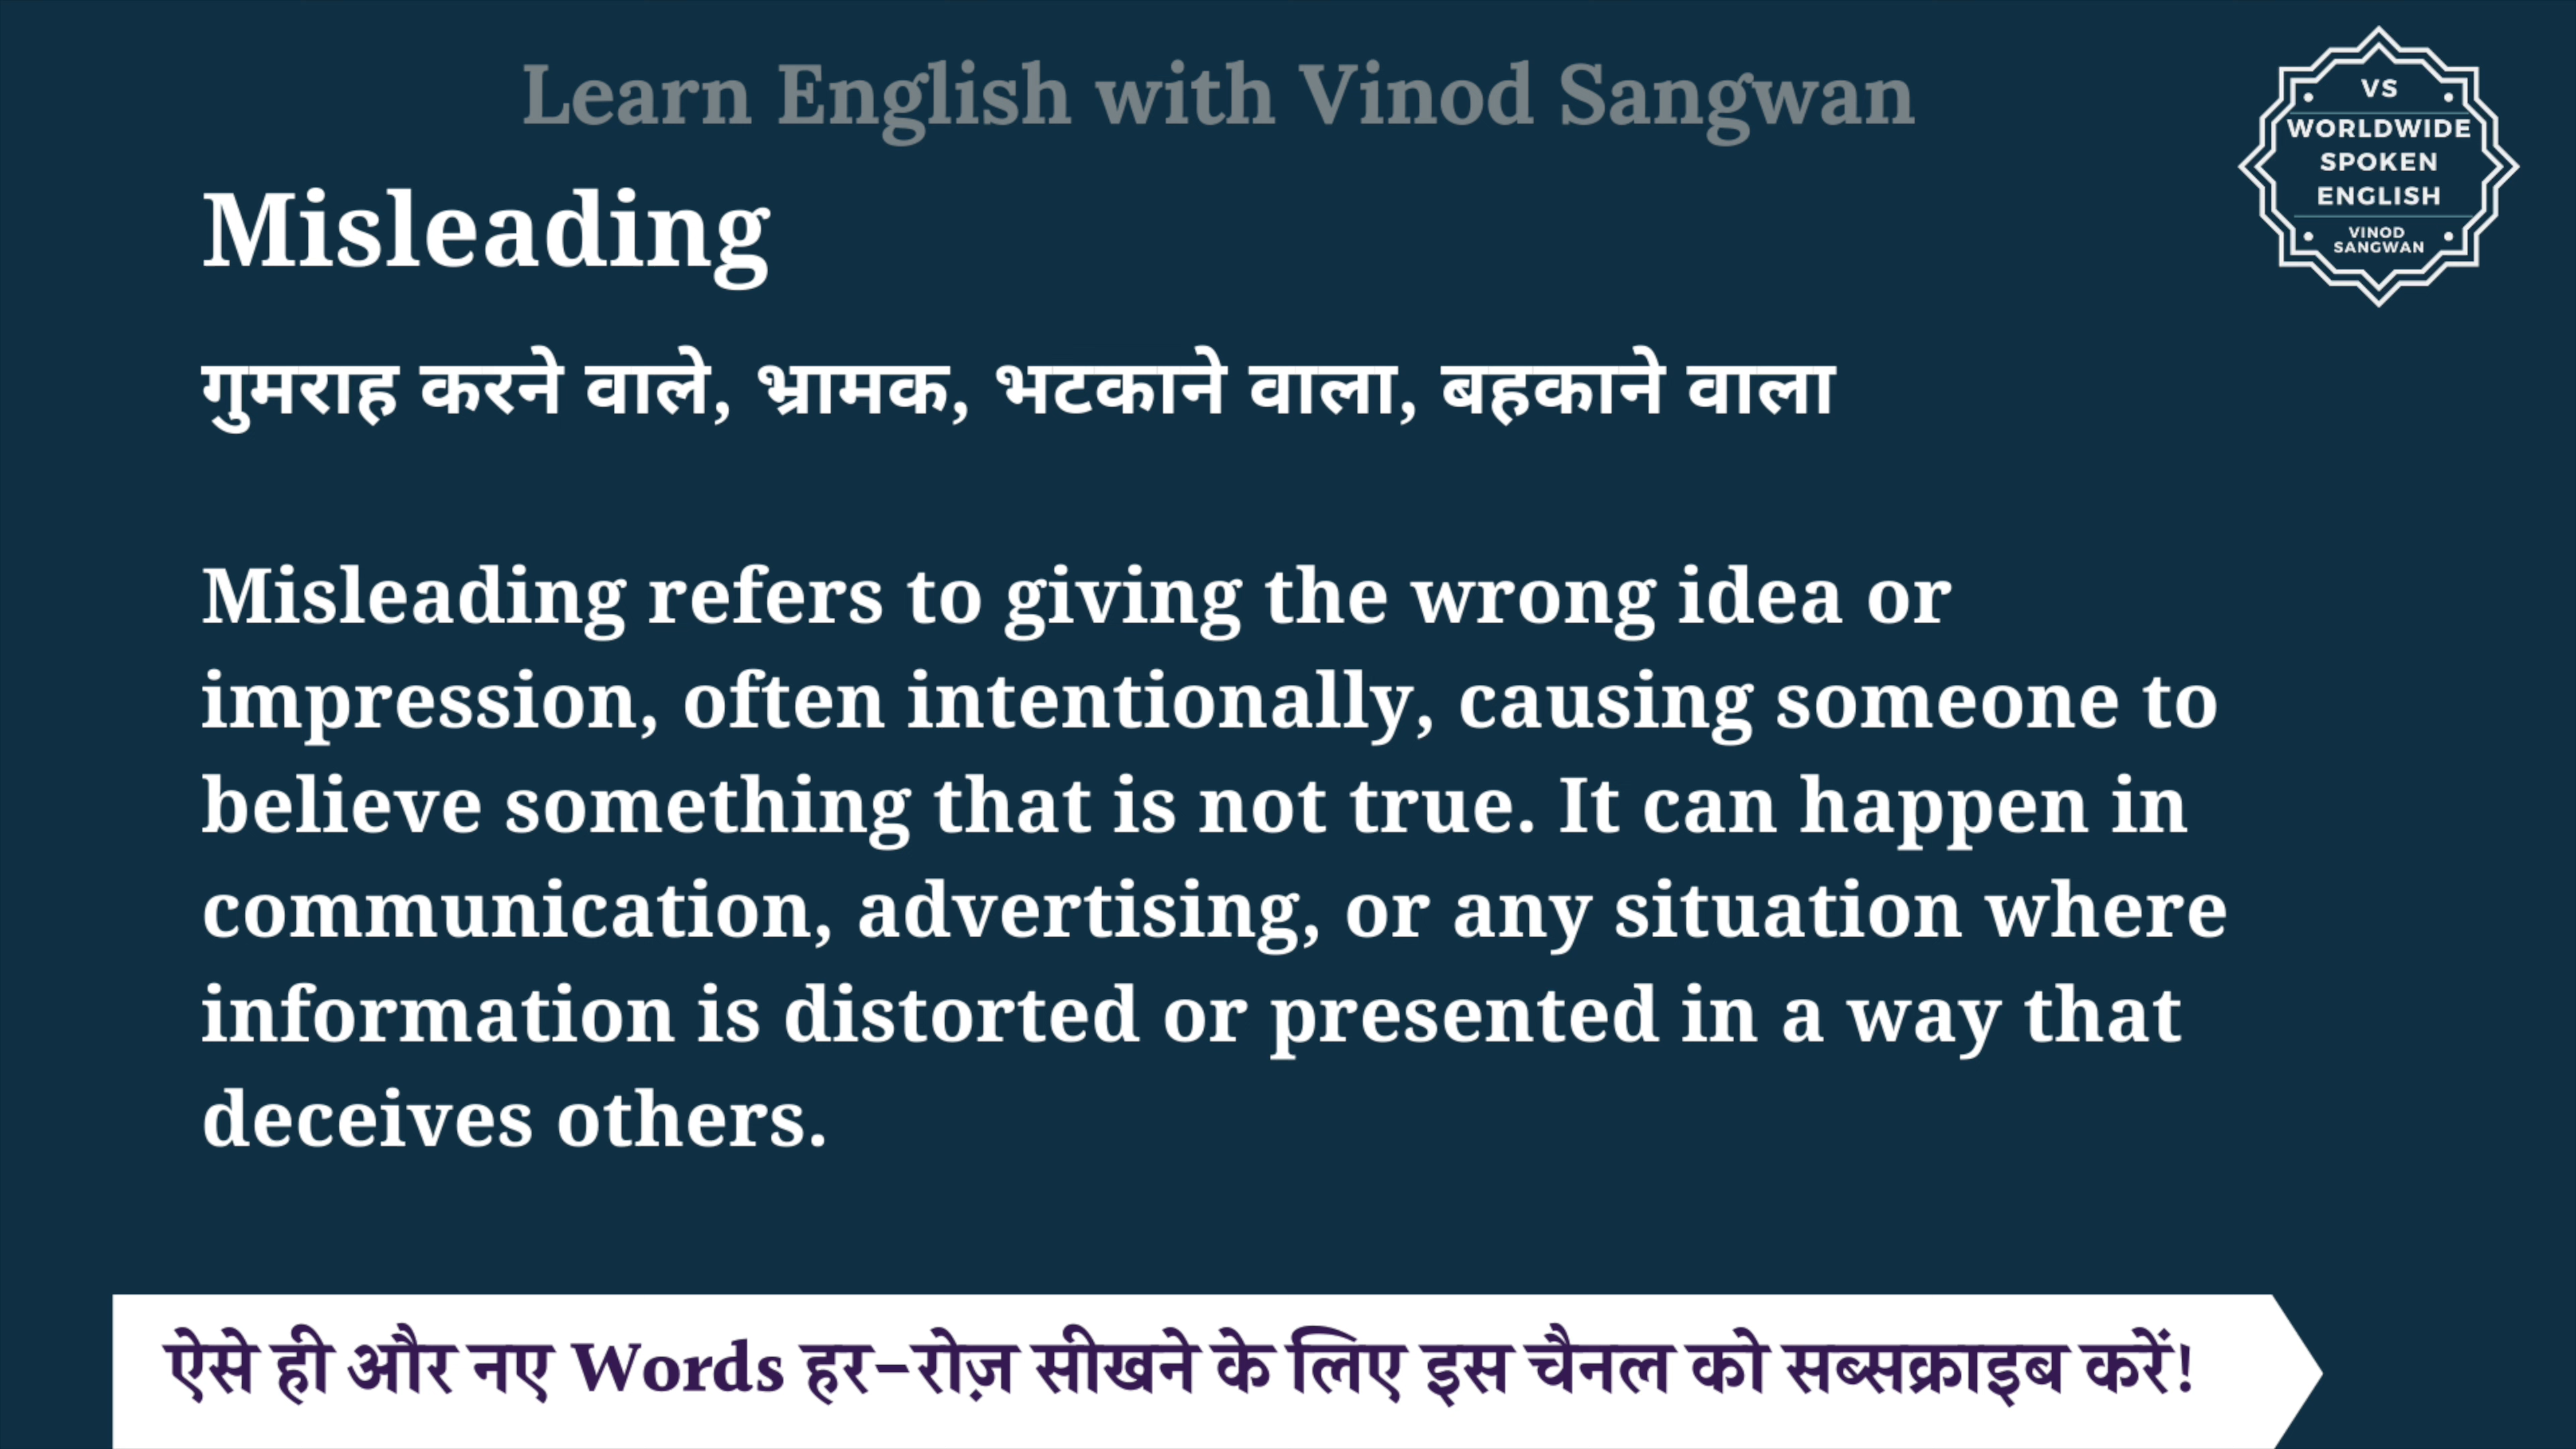 Learn English with Vinod Sangwan
VS
WORLDWIDE
SPOKEN
ENGLISH
VINOD
SANGWAN
Misleading
गुमराह करने वाले, भ्रामक, भटकाने वाला, बहकाने वाला
Misleading refers to giving the wrong idea or
impression, often intentionally, causing someone to
believe something that is not true. It can happen in
communication, advertising, or any situation where
information is distorted or presented in a way that
deceives others.
ऐसे ही और नए Words हर-रोज़ सीखने के लिए इस चैनल को सब्सक्राइब करें!